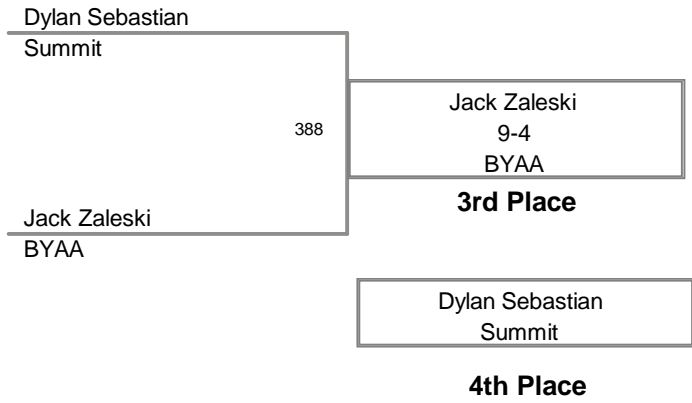 Dylan Sebastian
Summit
388
Jack Zaleski
9-4
BYAA
3rd Place
Jack Zaleski
BYAA
Dylan Sebastian
Summit
4th Place